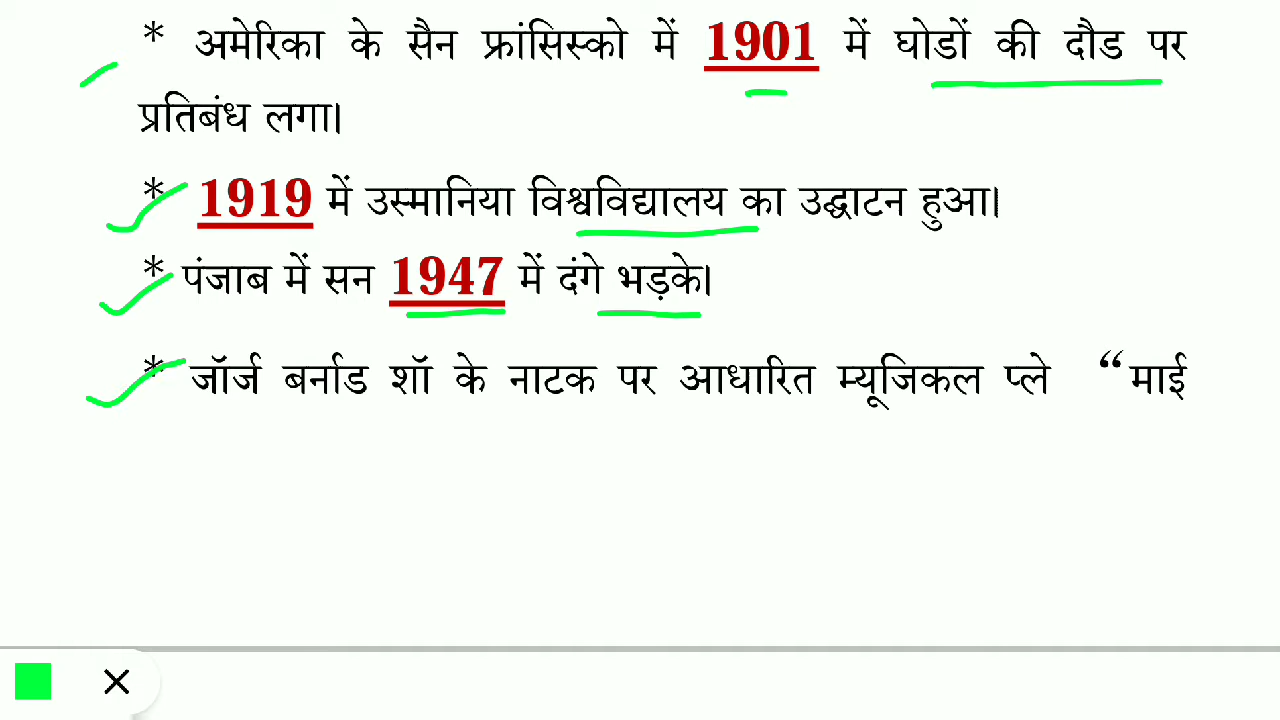 * अमेरिका के सैन फ्रांसिस्को में 1901 में घोडों की दौड पर
प्रतिबंध लगा।
* 1919 में उस्मानिया विश्वविद्यालय का उद्घाटन हुआ।
* पंजाब में सन 1947 में दंगे भड़के।
* जॉर्ज बर्नाड शॉ के नाटक पर आधारित म्यूजिकल प्ले “माई